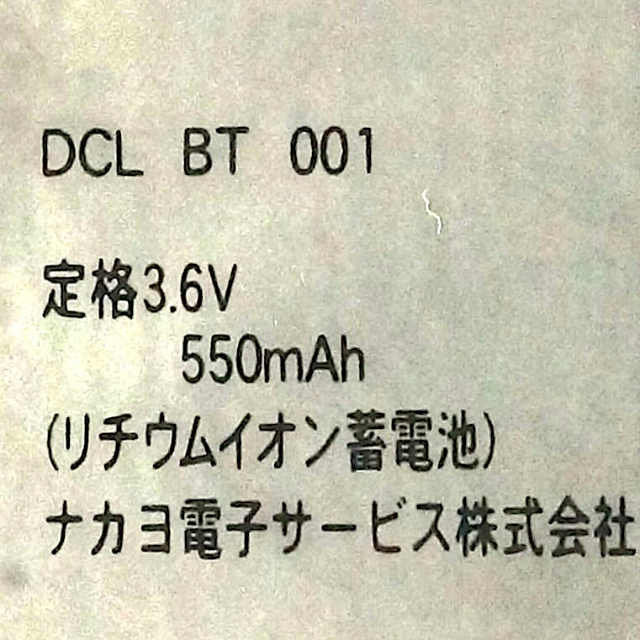 DCL BT 001
定格3.6V
550mAh
(リチウムイオン蓄電池)
ナカヨ電子サービス株式会社